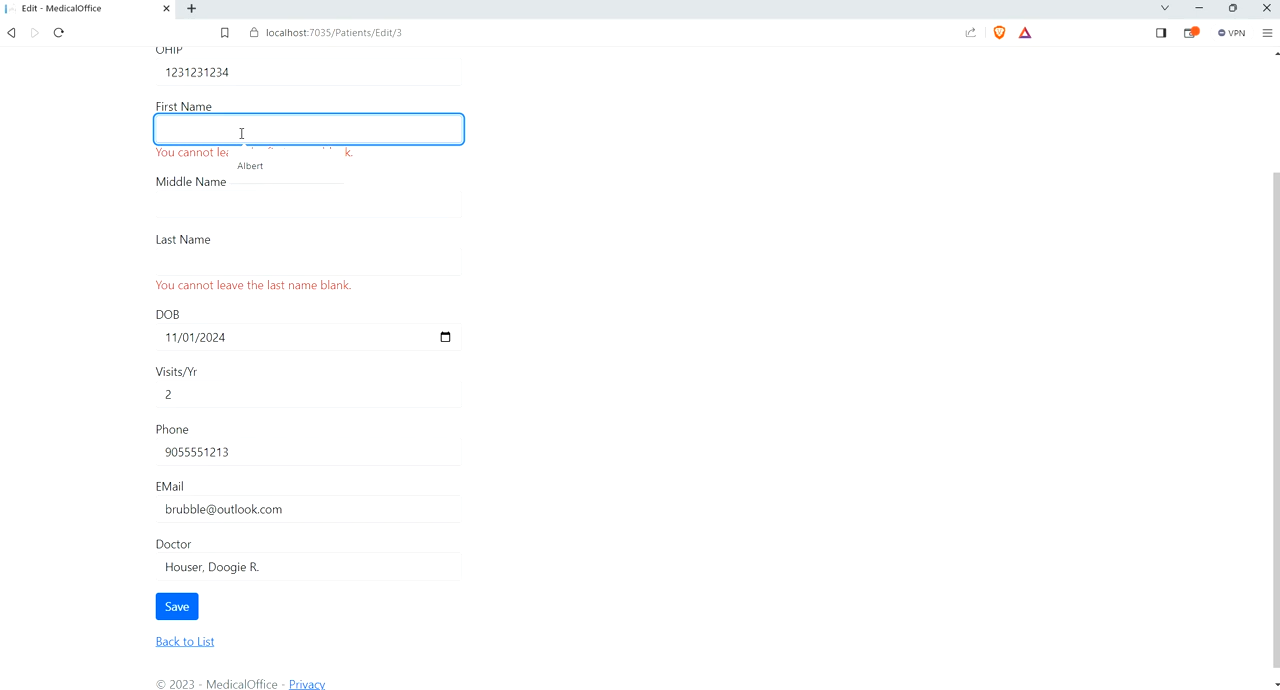 Edit - MedicalOffice
localhost:7035/Patients/Edit/3
VPN
OHIP
1231231234
First Name
You cannot k.
Albert
Middle Name
Last Name
You cannot leave the last name blank.
DOB
11/01/2024
Visits/Yr
2
Phone
9055551213
EMail
brubble@outlook.com
Doctor
Houser, Doogie R.
Save
Back to List
© 2023 - MedicalOffice - Privacy